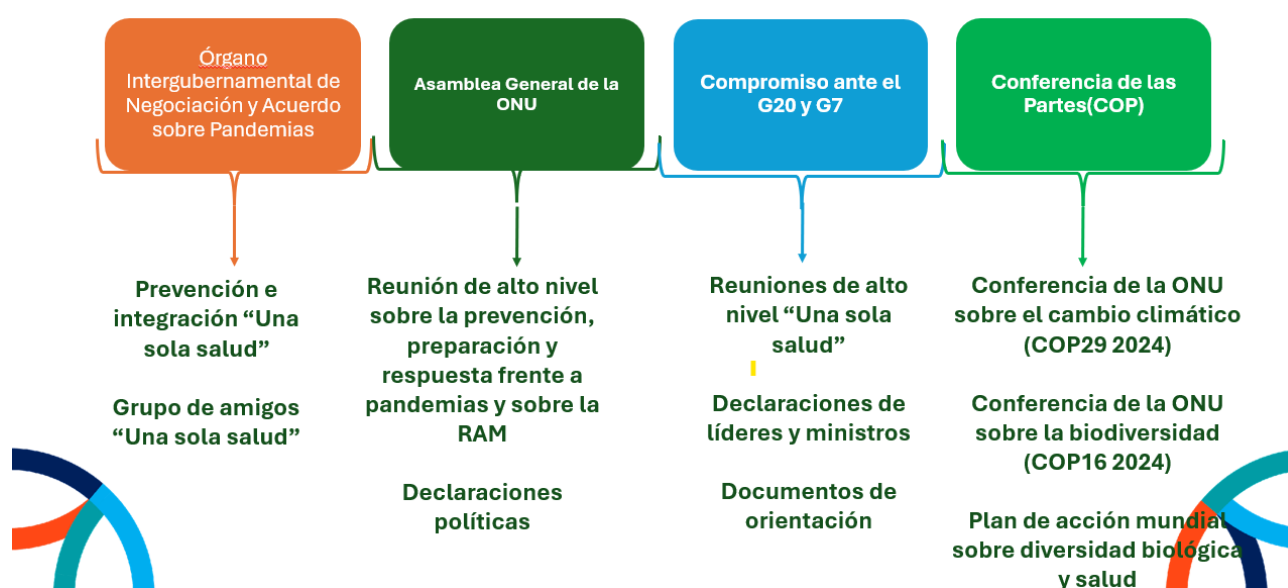 Órgano
Intergubernamental de
Negociación y Acuerdo
sobre Pandemias
Asamblea General de la
ONU
Compromiso ante el
G20 y G7
Conferencia de las
Partes(COP)
Prevención e
integración “Una
sola salud”
Grupo de amigos
“Una sola salud”
Reunión de alto nivel
sobre la prevención,
preparación y
respuesta frente a
pandemias y sobre la
RAM
Declaraciones
políticas
Reuniones de alto
nivel “Una sola
salud”
Declaraciones de
líderes y ministros
Documentos de
orientación
Conferencia de la ONU
sobre el cambio climático
(COP29 2024)
Conferencia de la ONU
sobre la biodiversidad
(COP16 2024)
Plan de acción mundial
sobre diversidad biológica
y salud